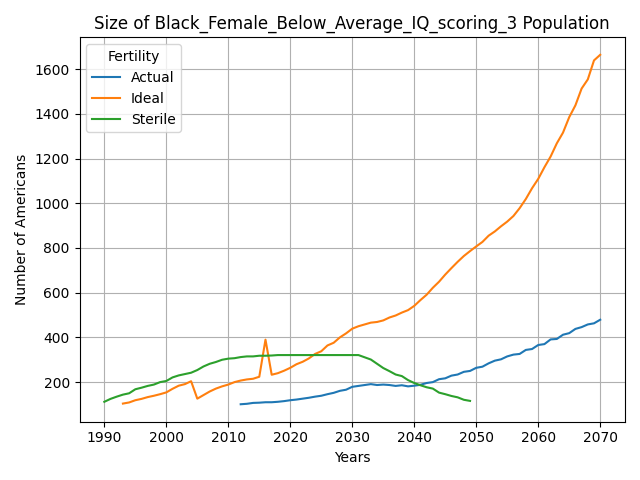 Size of Black_Female_Below_Average_IQ_scoring_3 Population
Fertility
Actual
Ideal
Sterile
Number of Americans
1600
1400
1200
1000
800
600
400
200
1990 2000 2010 2020 2030 2040 2050 2060 2070
Years